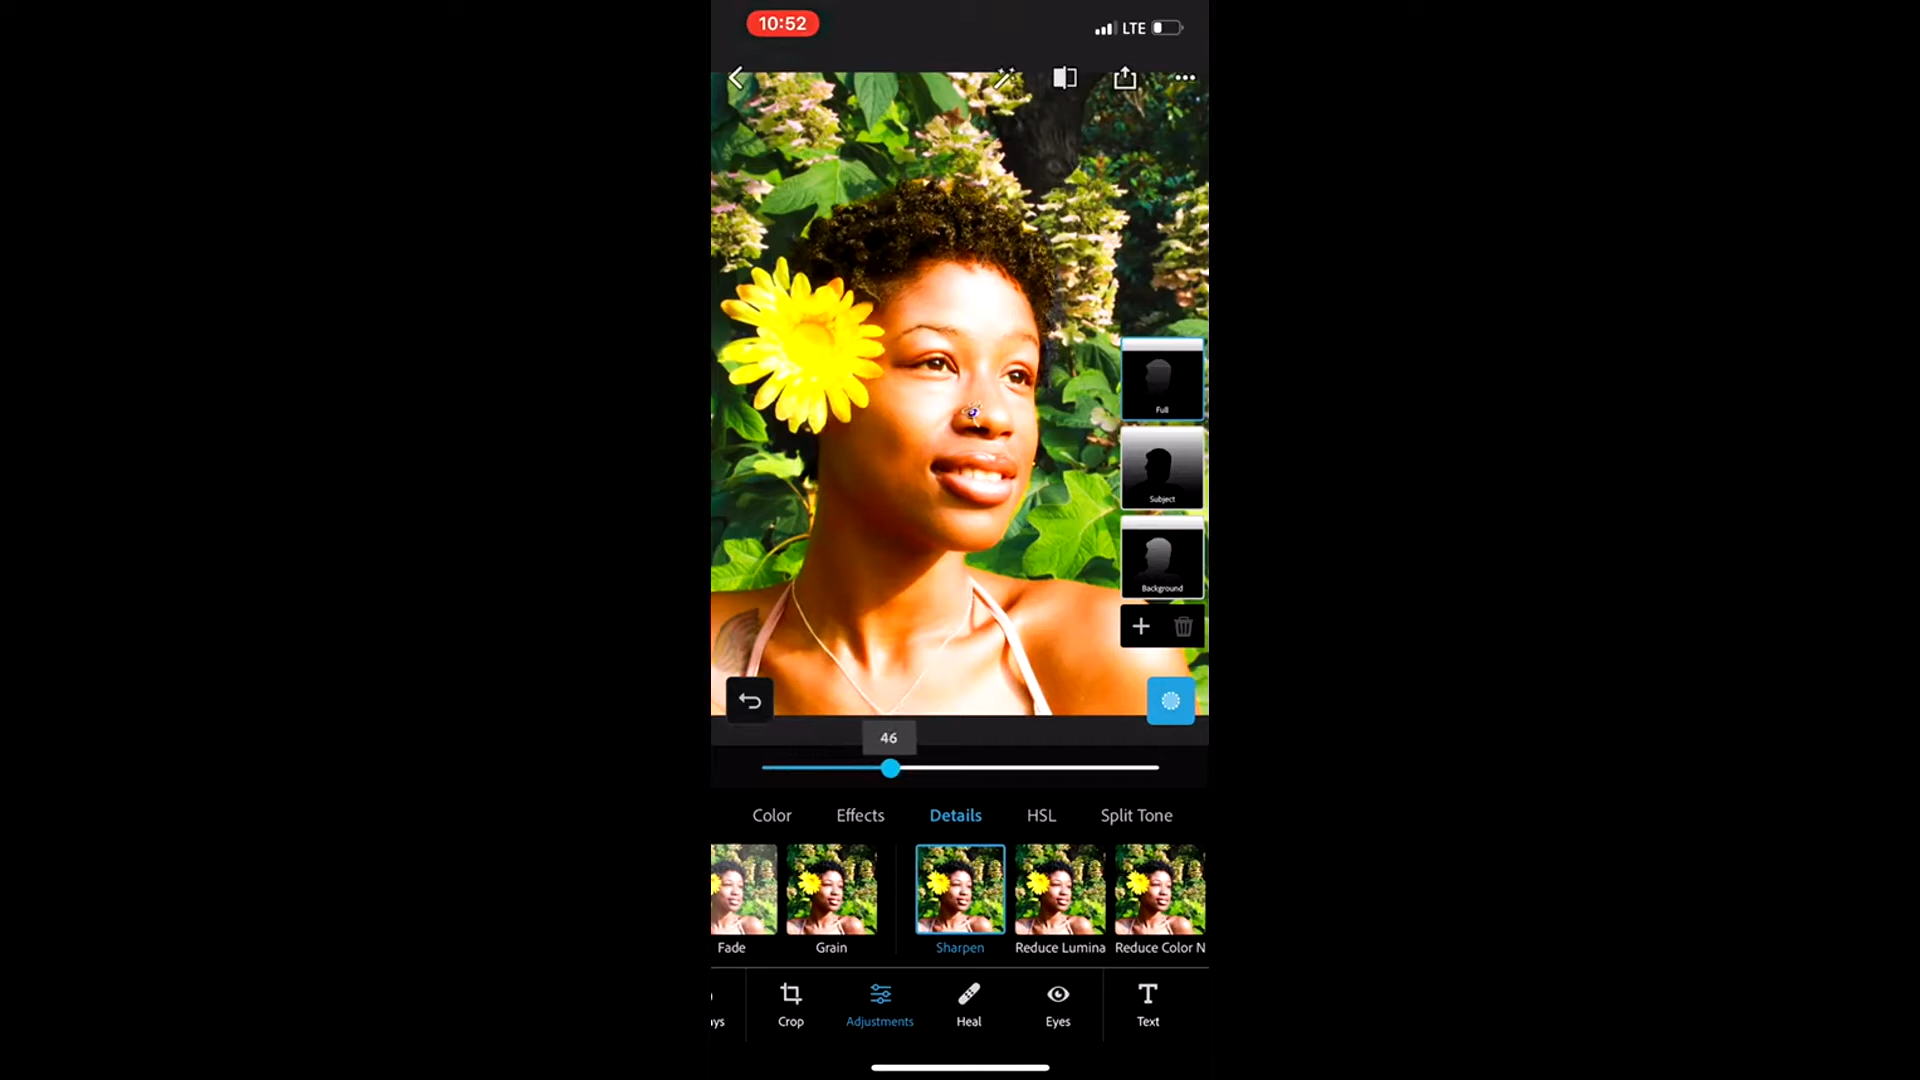 10:52
LTE
Full
Subject
Background
46
Color Effects Details HSL Split Tone
Fade Grain Sharpen Reduce Lumina Reduce Color N
ays Crop Adjustments Heal Eyes Text